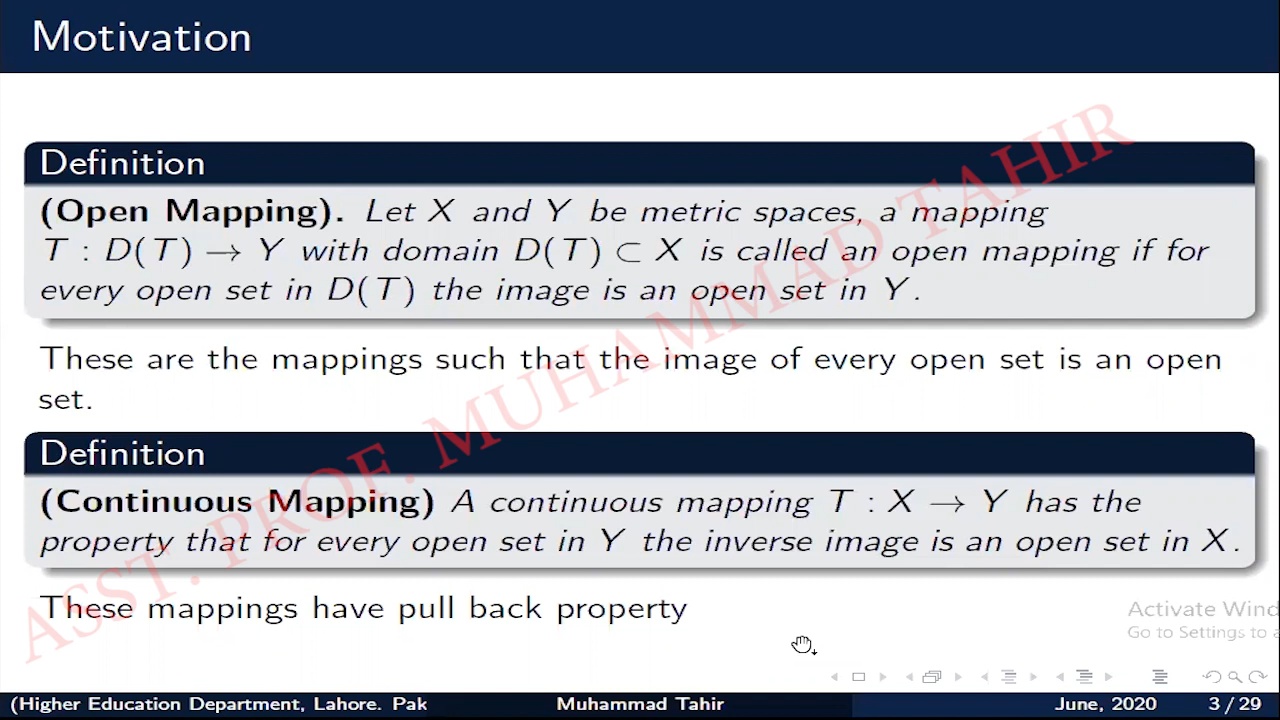 Motivation
Definition
(Open Mapping). Let X and Y be metric spaces, a mapping
T : D(T) → Y with domain D(T) ⊂ X is called an open mapping if for
every open set in D(T) the image is an open set in Y.
These are the mappings such that the image of every open set is an open
set.
Definition
(Continuous Mapping) A continuous mapping T : X → Y has the
property that for every open set in Y the inverse image is an open set in X.
These mappings have pull back property
ASST. PROF. MUHAMMAD TAHIR
Activate Wind
Go to Settings to a
(Higher Education Department, Lahore. Pak Muhammad Tahir June, 2020 3 / 29